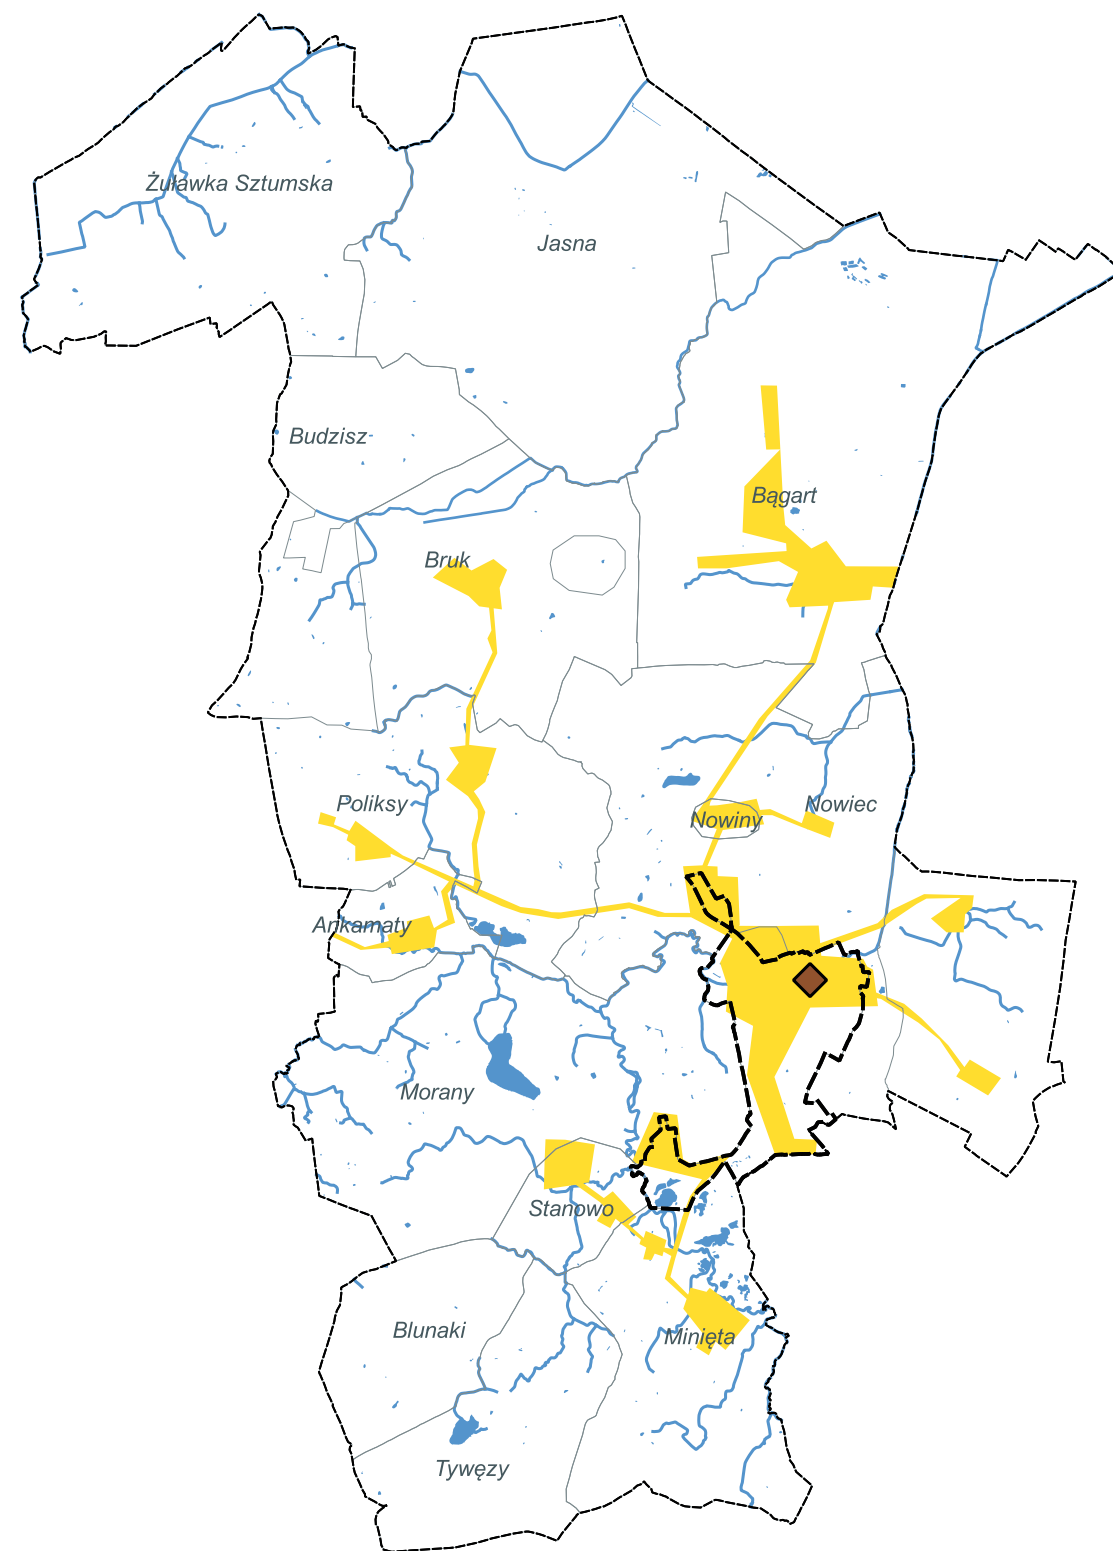 Żuławka Sztumska
Jasna
Budzisz
Bągart
Bruk
Poliksy
Nowiec
Nowiny
Ankamaty
Morany
Stanowo
Blunaki
Minięta
Tywęzy